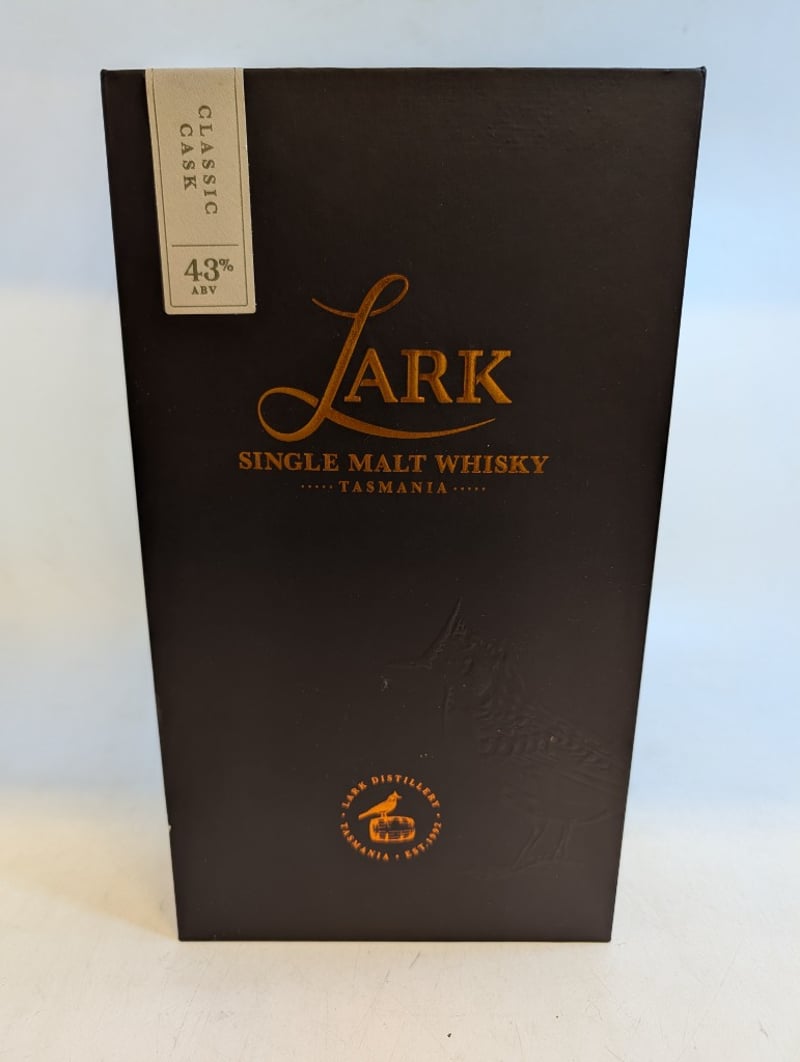 CLASSIC
CASK
43%
ABV
LARK
SINGLE MALT WHISKY
····· TASMANIA ·····
LARK DISTILLERY
TASMANIA · EST. 1992